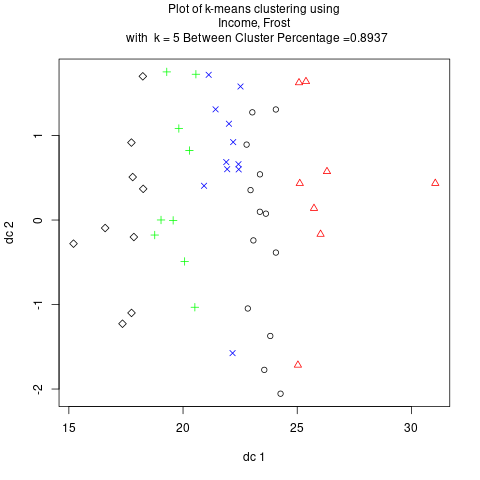 Plot of k-means clustering using
Income, Frost
with k = 5 Between Cluster Percentage =0.8937
dc 2
1
0
-1
-2
15 20 25 30
dc 1